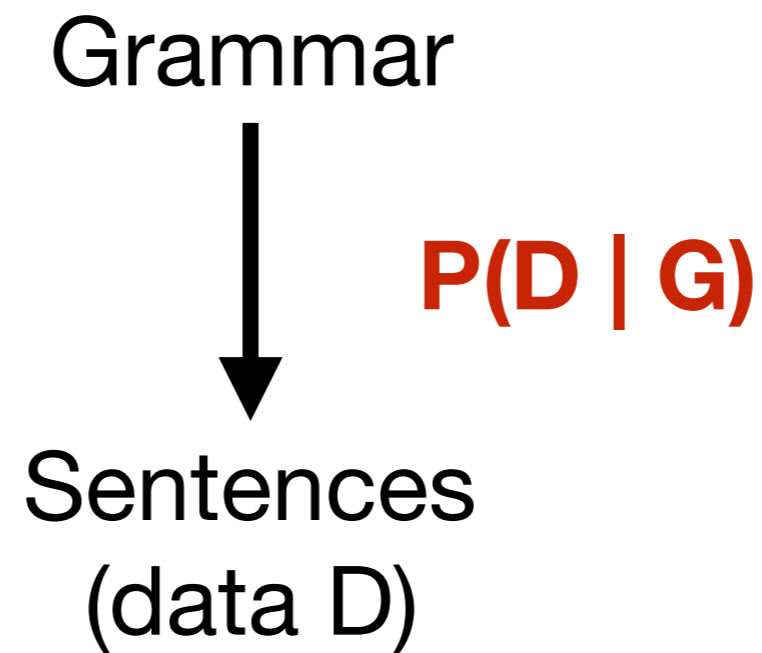 Grammar
P(D | G)
Sentences
(data D)